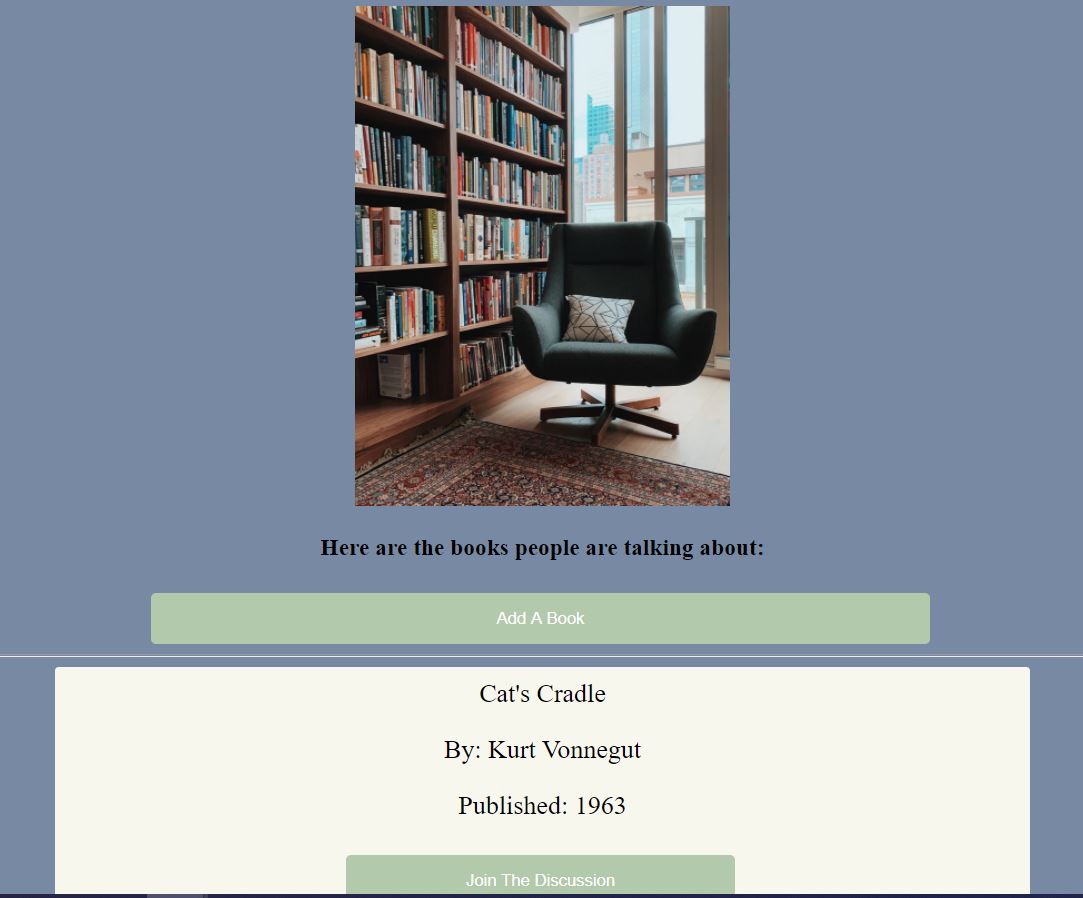 Here are the books people are talking about:
Add A Book
Cat's Cradle
By: Kurt Vonnegut
Published: 1963
Join The Discussion